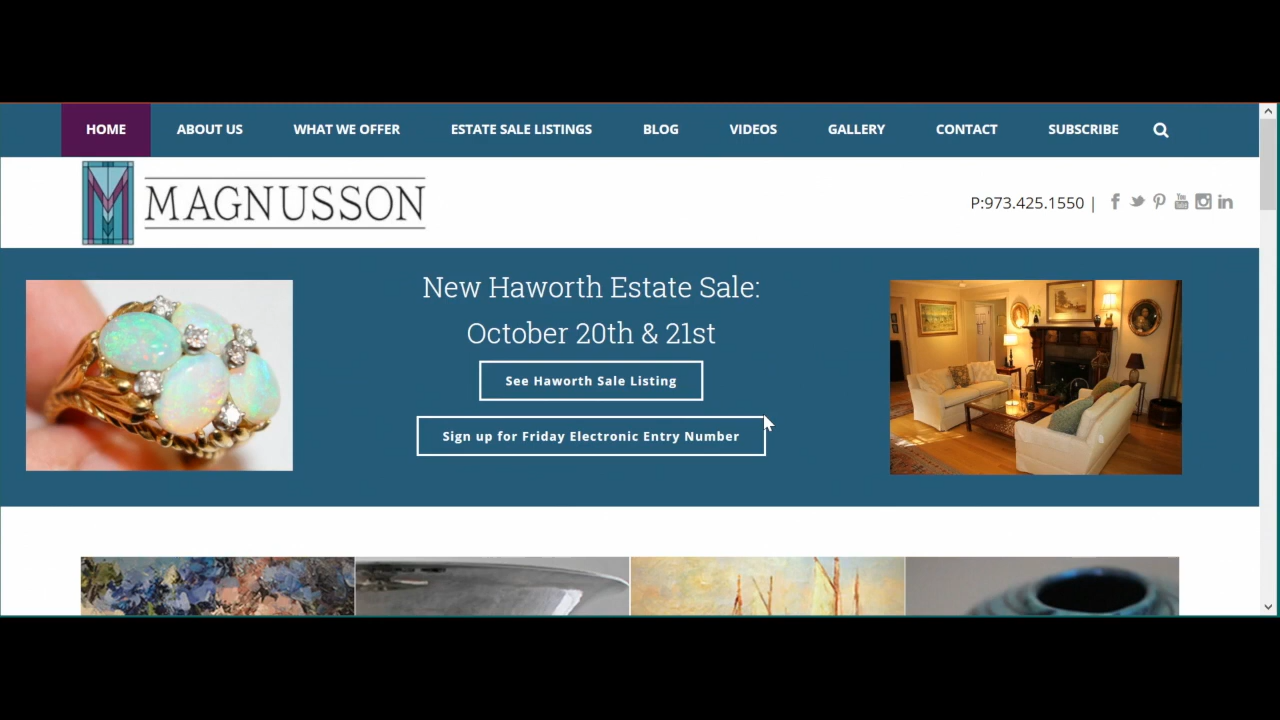 HOME ABOUT US WHAT WE OFFER ESTATE SALE LISTINGS BLOG VIDEOS GALLERY CONTACT SUBSCRIBE
MAGNUSSON
P:973.425.1550 |
New Haworth Estate Sale:
October 20th & 21st
See Haworth Sale Listing
Sign up for Friday Electronic Entry Number